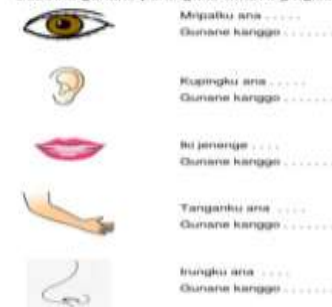 Mripatku ana . . . . .
Gunane kanggo . . . . . . .
Kupingku ana . . . . .
Gunane kanggo . . . . . . .
Iki jenenge . . . .
Gunane kanggo . . . . . . .
Tanganku ana . . . . .
Gunane kanggo . . . . . . .
Irungku ana . . . . .
Gunane kanggo . . . . . . .